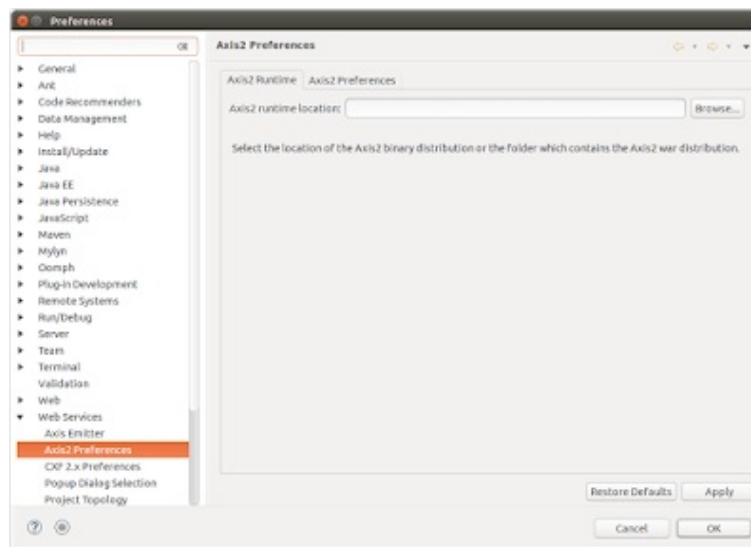 Preferences
Axis2 Preferences
General
Ant
Code Recommenders
Data Management
Help
Install/Update
Java
Java EE
Java Persistence
JavaScript
Maven
Mylyn
Oomph
Plug-in Development
Remote Systems
Run/Debug
Server
Team
Terminal
Validation
Web
Web Services
Axis Emitter
Axis2 Preferences
CXF 2.x Preferences
Popup Dialog Selection
Project Topology
Axis2 Runtime Axis2 Preferences
Axis2 runtime location: Browse...
Select the location of the Axis2 binary distribution or the folder which contains the Axis2 war distribution.
Restore Defaults Apply
Cancel OK